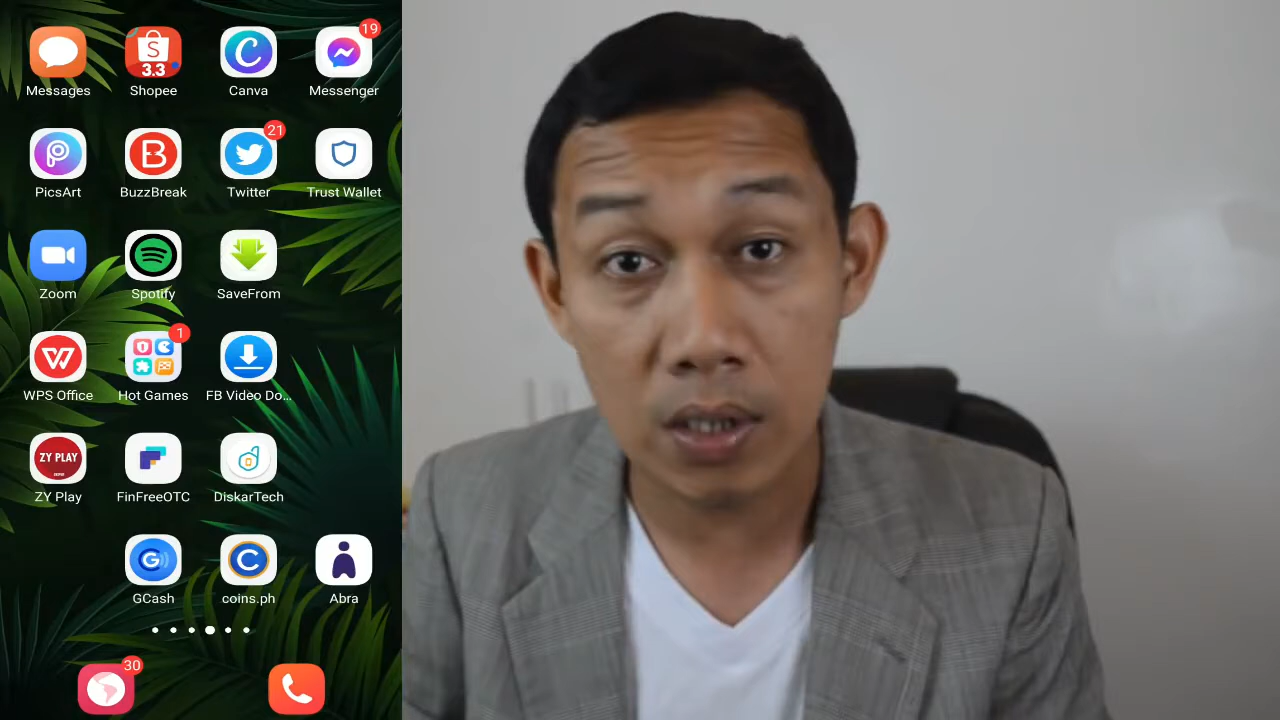 19
Messages Shopee Canva Messenger
S
3.3
C
21
PicsArt BuzzBreak Twitter Trust Wallet
Zoom Spotify SaveFrom
1
WPS Office Hot Games FB Video Do...
ZY PLAY
ZY Play FinFreeOTC DiskarTech
G
C
GCash coins.ph Abra
30